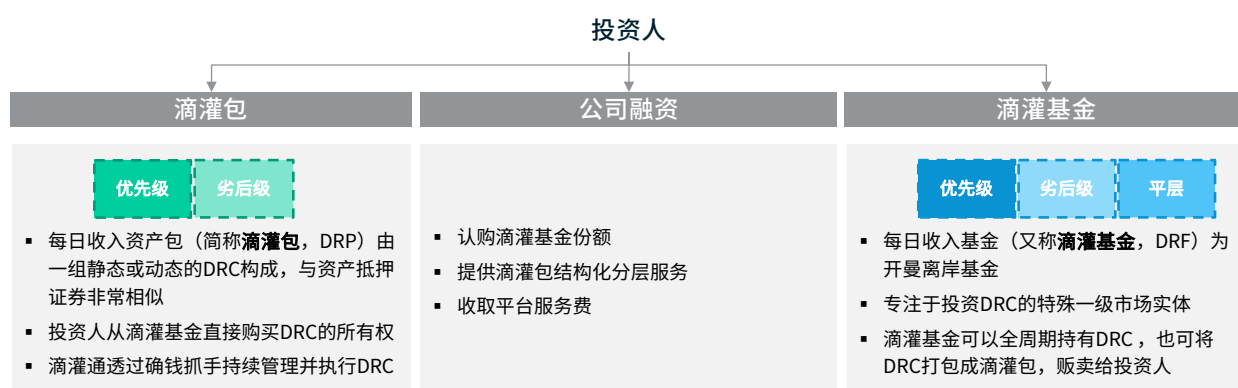 投资人
滴灌包
公司融资
滴灌基金
优先级
劣后级
▪ 每日收入资产包（简称滴灌包，DRP）由
一组静态或动态的DRC构成，与资产抵押
证券非常相似
▪ 投资人从滴灌基金直接购买DRC的所有权
▪ 滴灌通透过确钱抓手持续管理并执行DRC
▪ 认购滴灌基金份额
▪ 提供滴灌包结构化分层服务
▪ 收取平台服务费
优先级
劣后级
平层
▪ 每日收入基金（又称滴灌基金，DRF）为
开曼离岸基金
▪ 专注于投资DRC的特殊一级市场实体
▪ 滴灌基金可以全周期持有DRC ，也可将
DRC打包成滴灌包，贩卖给投资人